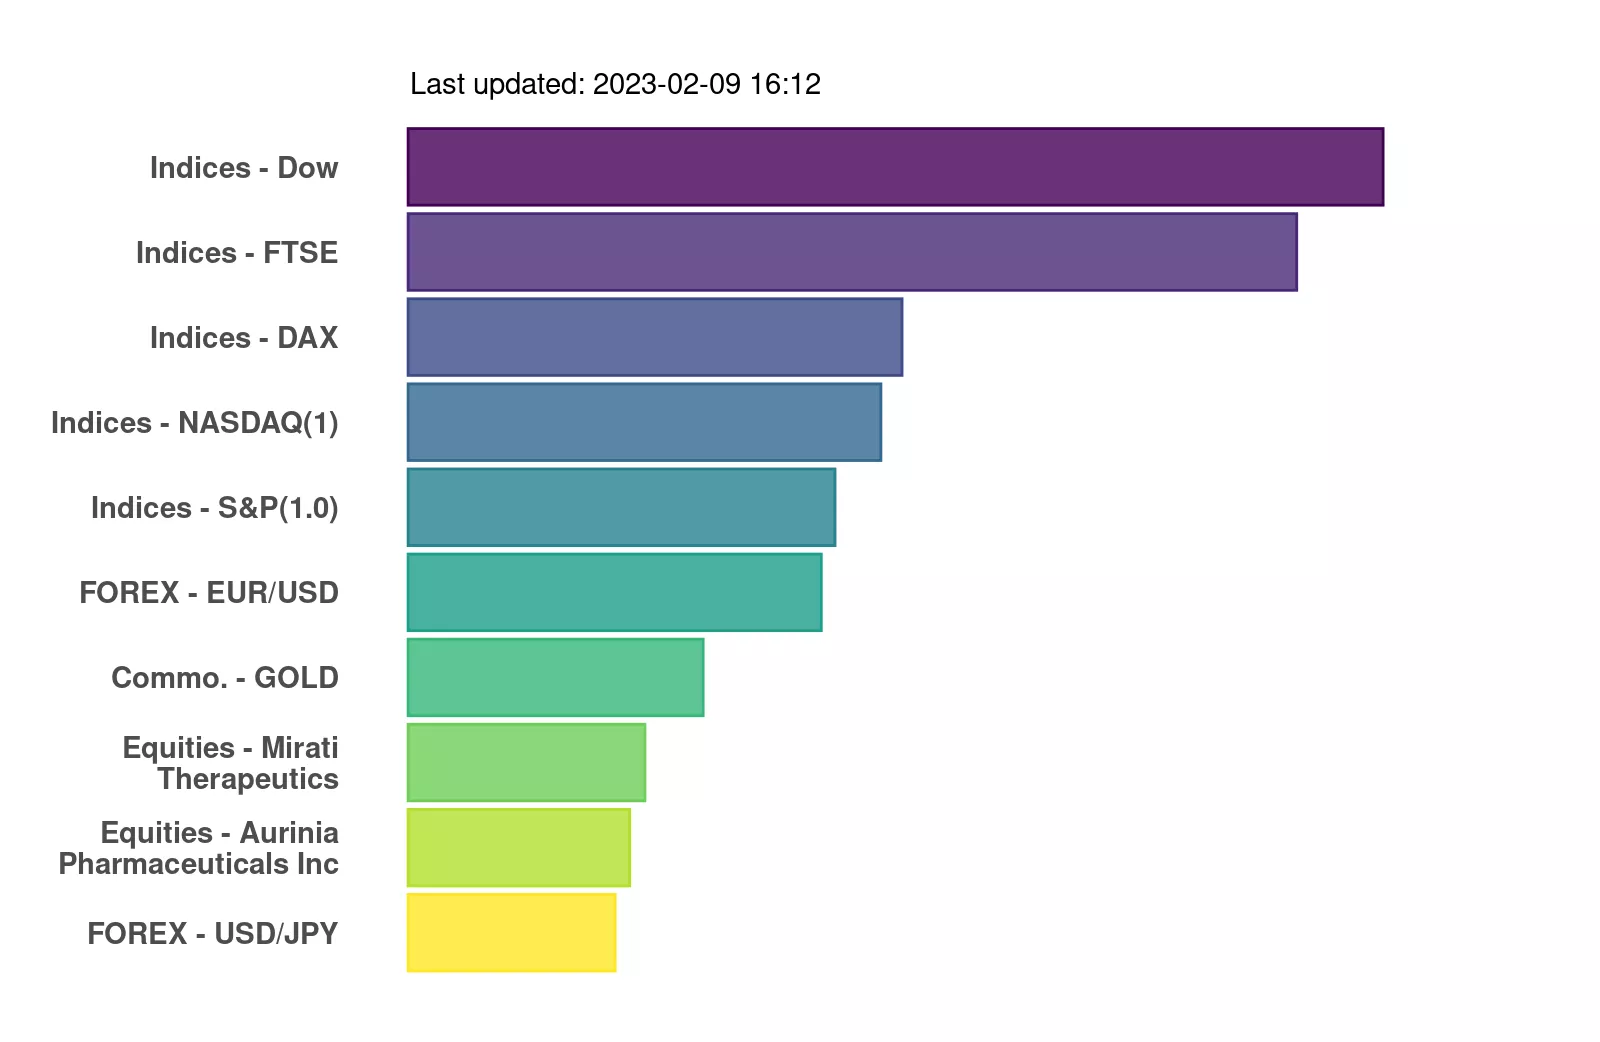 Last updated: 2023-02-09 16:12
Indices - Dow
Indices - FTSE
Indices - DAX
Indices - NASDAQ(1)
Indices - S&P(1.0)
FOREX - EUR/USD
Commo. - GOLD
Equities - Mirati
Therapeutics
Equities - Aurinia
Pharmaceuticals Inc
FOREX - USD/JPY